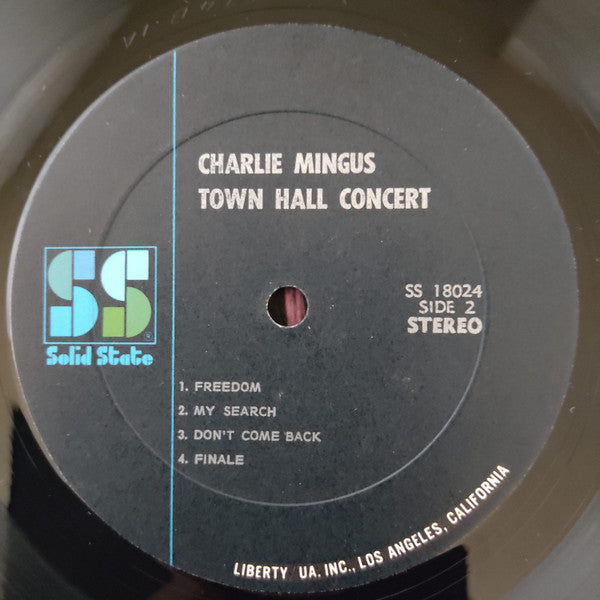 CHARLIE MINGUS
TOWN HALL CONCERT
SS
®
Solid State
SS 18024
SIDE 2
STEREO
1. FREEDOM
2. MY SEARCH
3. DON'T COME BACK
4. FINALE
LIBERTY / UA. INC., LOS ANGELES, CALIFORNIA